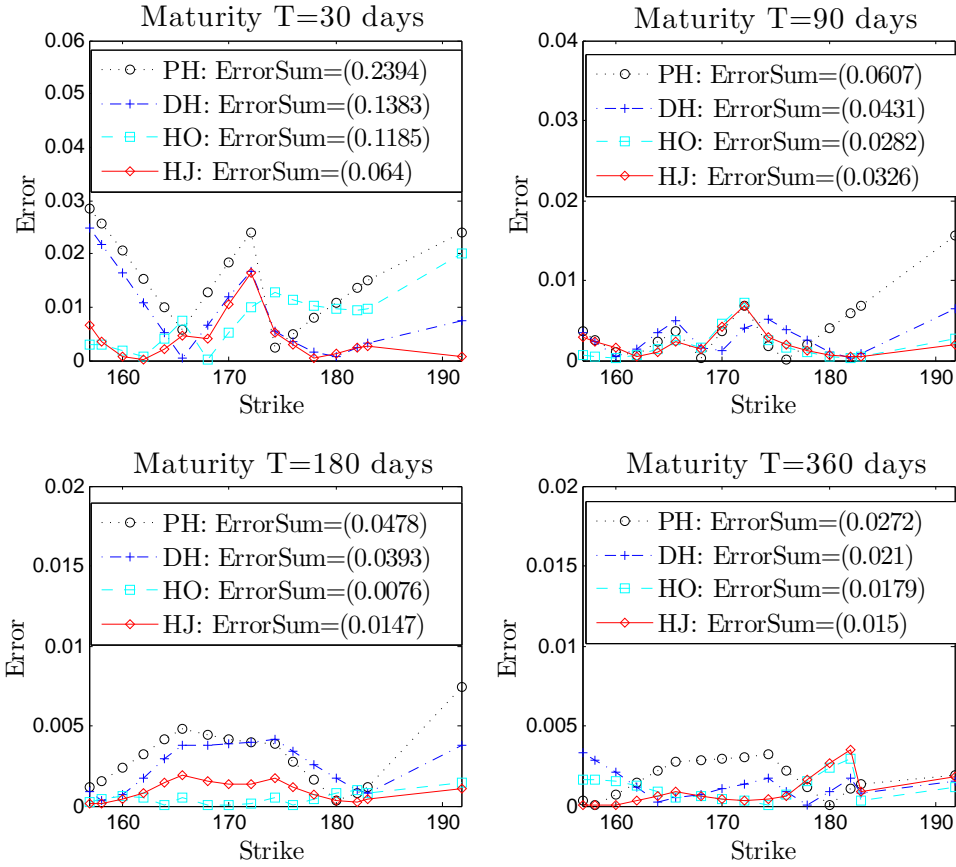 Maturity T=30 days
0.06
0.05
0.04
0.03
0.02
0.01
0
Error
PH: ErrorSum=(0.2394)
DH: ErrorSum=(0.1383)
HO: ErrorSum=(0.1185)
HJ: ErrorSum=(0.064)
160
170
180
190
Strike
Maturity T=90 days
0.04
0.03
0.02
0.01
0
Error
PH: ErrorSum=(0.0607)
DH: ErrorSum=(0.0431)
HO: ErrorSum=(0.0282)
HJ: ErrorSum=(0.0326)
160
170
180
190
Strike
Maturity T=180 days
0.02
0.015
0.01
0.005
0
Error
PH: ErrorSum=(0.0478)
DH: ErrorSum=(0.0393)
HO: ErrorSum=(0.0076)
HJ: ErrorSum=(0.0147)
160
170
180
190
Strike
Maturity T=360 days
0.02
0.015
0.01
0.005
0
Error
PH: ErrorSum=(0.0272)
DH: ErrorSum=(0.021)
HO: ErrorSum=(0.0179)
HJ: ErrorSum=(0.015)
160
170
180
190
Strike